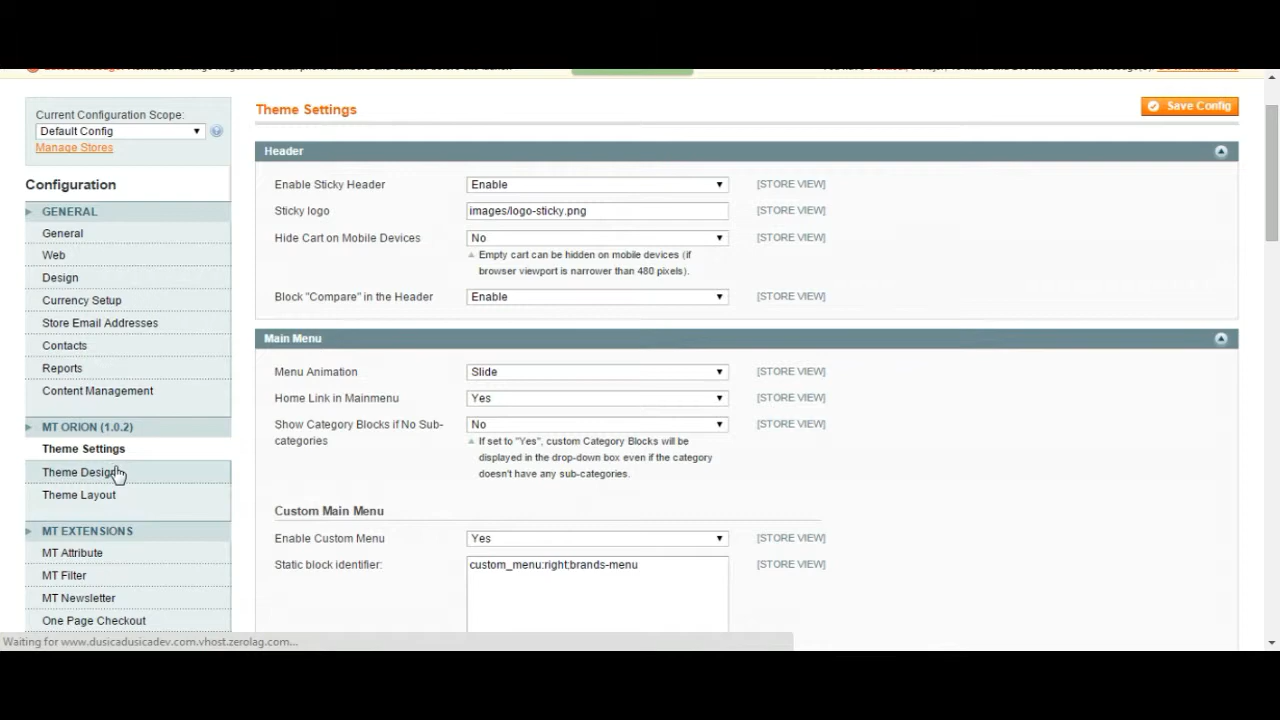 Current Configuration Scope:
Default Config
Manage Stores
Configuration
GENERAL
General
Web
Design
Currency Setup
Store Email Addresses
Contacts
Reports
Content Management
MT ORION (1.0.2)
Theme Settings
Theme Design
Theme Layout
MT EXTENSIONS
MT Attribute
MT Filter
MT Newsletter
One Page Checkout
Theme Settings
Save Config
Header
Enable Sticky Header Enable [STORE VIEW]
Sticky logo images/logo-sticky.png [STORE VIEW]
Hide Cart on Mobile Devices No [STORE VIEW]
Empty cart can be hidden on mobile devices (if
browser viewport is narrower than 480 pixels).
Block "Compare" in the Header Enable [STORE VIEW]
Main Menu
Menu Animation Slide [STORE VIEW]
Home Link in Mainmenu Yes [STORE VIEW]
Show Category Blocks if No Sub- No [STORE VIEW]
categories
If set to "Yes", custom Category Blocks will be
displayed in the drop-down box even if the category
doesn't have any sub-categories.
Custom Main Menu
Enable Custom Menu Yes [STORE VIEW]
Static block identifier: custom_menu:right;brands-menu [STORE VIEW]
Waiting for www.dusicadusicadev.com.vhost.zerolag.com...